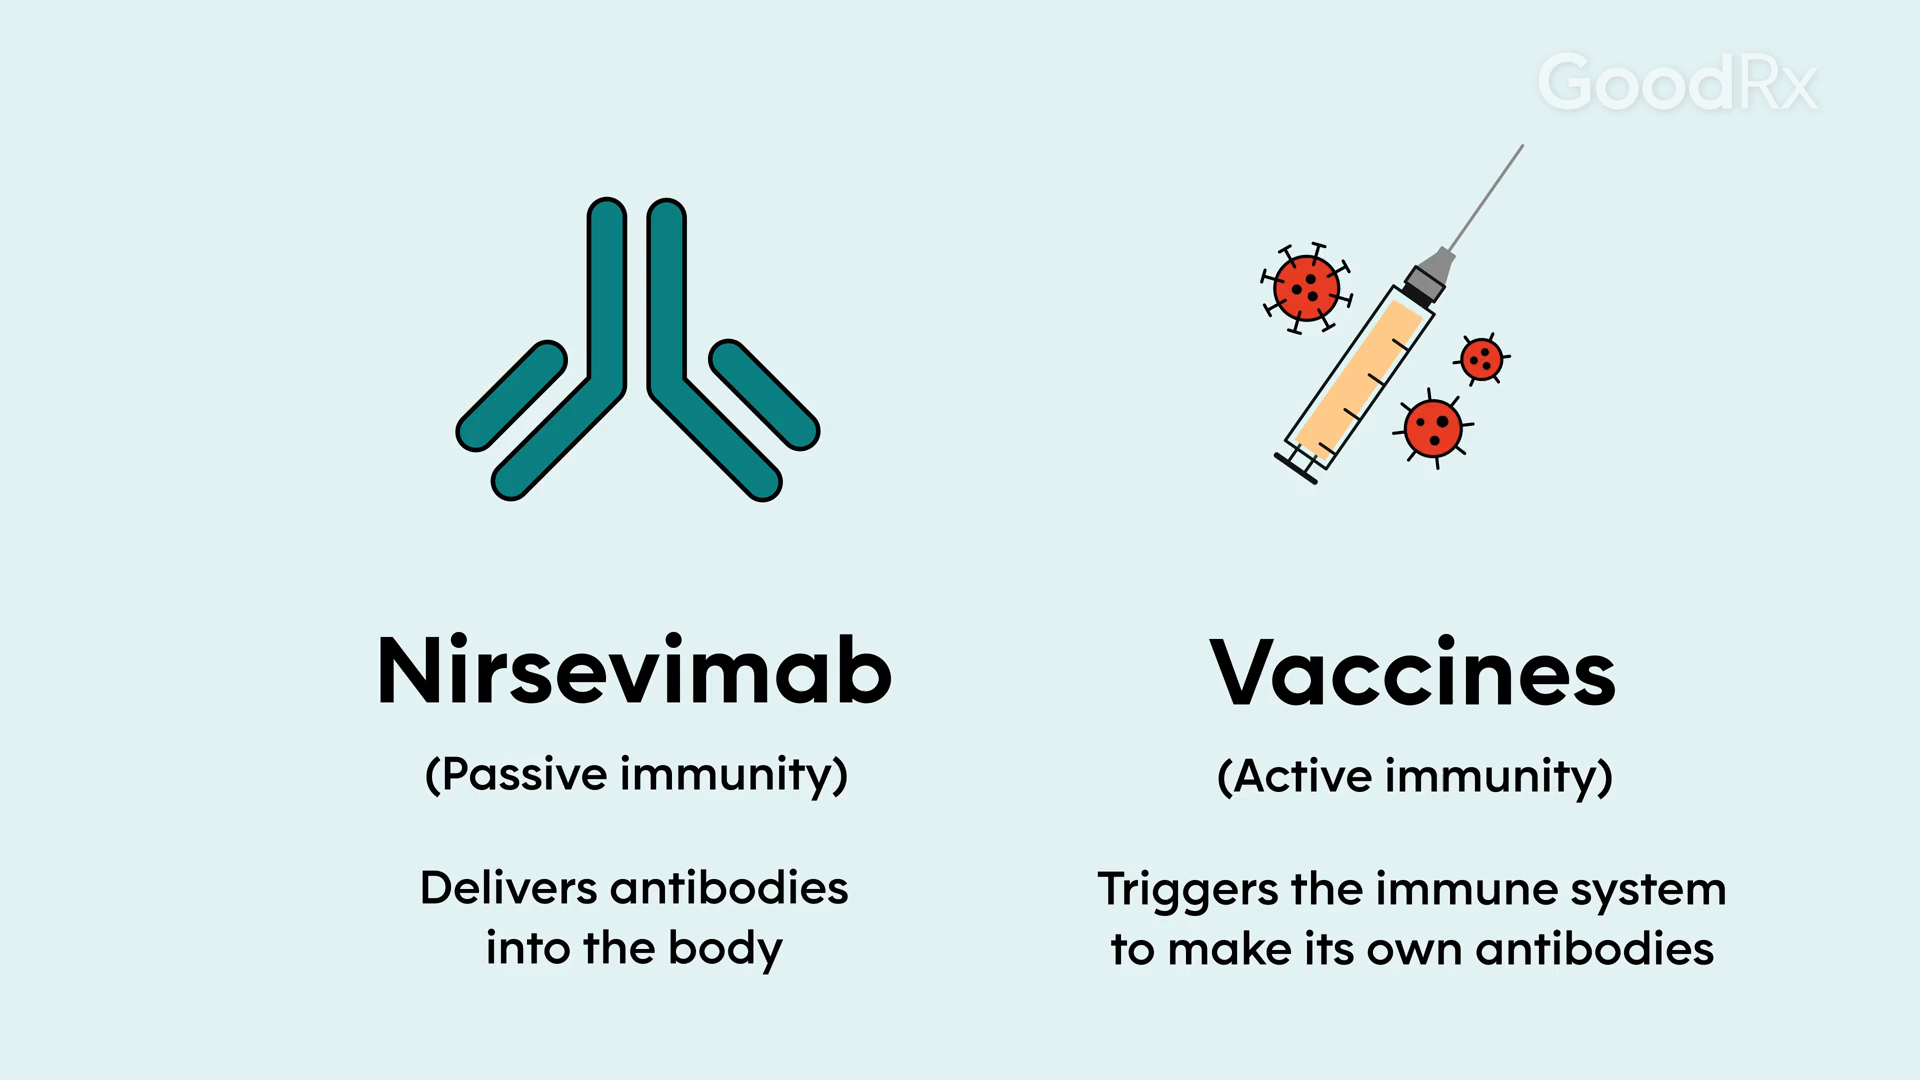 GoodRx
Nirsevimab
(Passive immunity)
Delivers antibodies
into the body
Vaccines
(Active immunity)
Triggers the immune system
to make its own antibodies